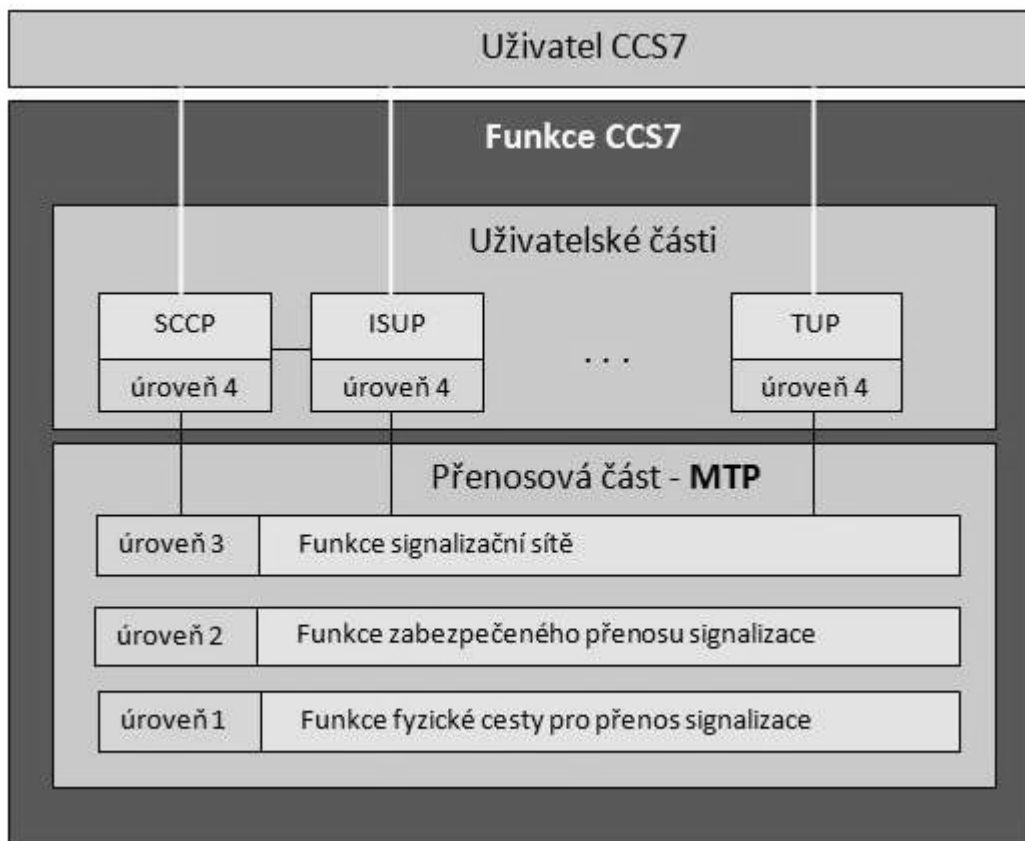 Uživatel CCS7
Funkce CCS7
Uživatelské části
SCCP
úroveň 4
ISUP
úroveň 4
. . .
TUP
úroveň 4
Přenosová část - MTP
úroveň 3 Funkce signalizační sítě
úroveň 2 Funkce zabezpečeného přenosu signalizace
úroveň 1 Funkce fyzické cesty pro přenos signalizace